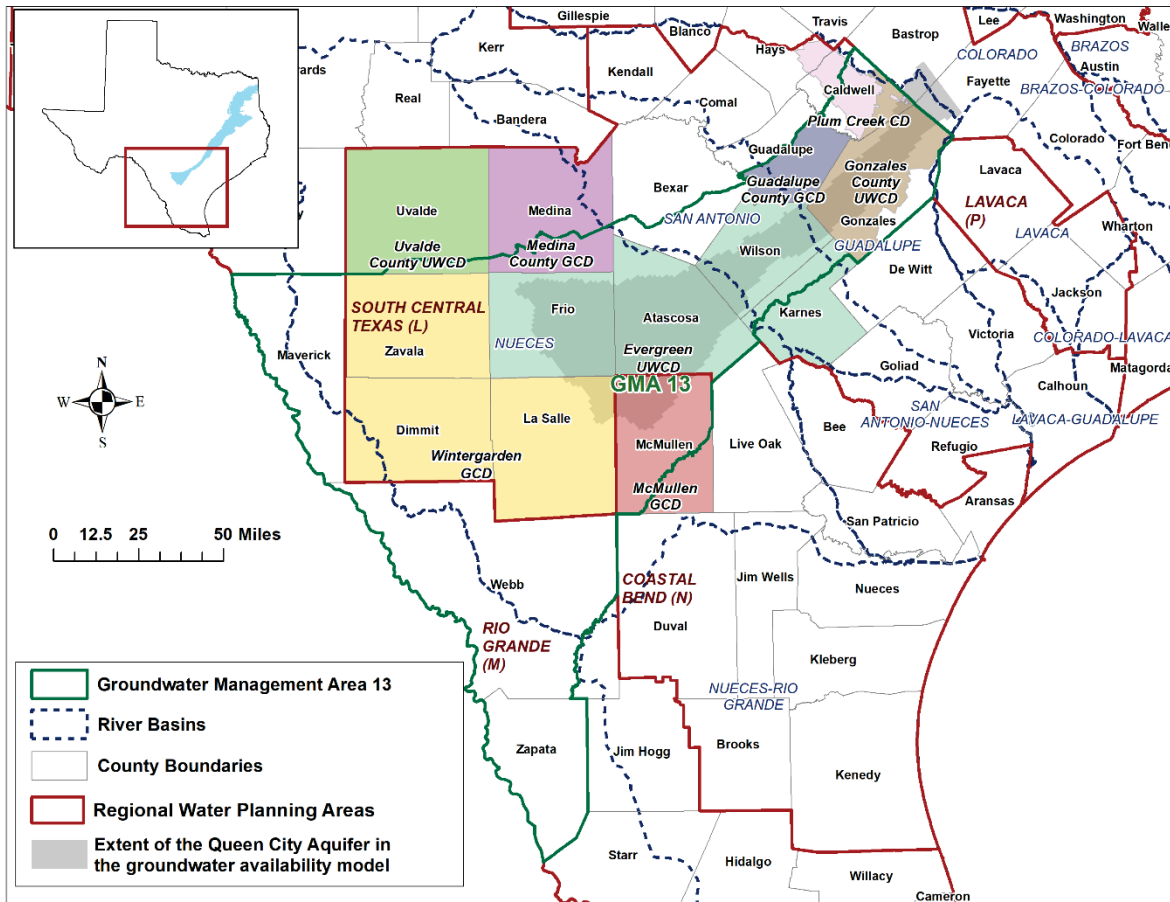 Gillespie
Travis
Lee
Washington
Walle
Blanco
Bastrop
Kerr
Hays
COLORADO
BRAZOS
ards
Kendall
Austin
Fayette
BRAZOS-COLORADO
Real
Caldwell
Comal
Bandera
Plum Creek CD
Colorado
Fort Bend
Guadalupe
Gonzales
County
UWCD
Lavaca
Guadalupe
County GCD
Bexar
LAVACA
(P)
Uvalde
Medina
SAN ANTONIO
Gonzales
Wharton
LAVACA
Uvalde
County UWCD
Medina
County GCD
Wilson
GUADALUPE
De Witt
Jackson
SOUTH CENTRAL
TEXAS (L)
Frio
Atascosa
Karnes
Victoria
COLORADO-LAVACA
Maverick
Zavala
NUECES
Evergreen
UWCD
Goliad
Matagorda
GMA 13
Calhoun
N
W
E
S
Dimmit
La Salle
SAN
ANTONIO-NUECES
LAVACA-GUADALUPE
Wintergarden
GCD
McMullen
Live Oak
Bee
Refugio
McMullen
GCD
Aransas
San Patricio
0 12.5 25 50 Miles
Webb
COASTAL
BEND (N)
Jim Wells
Nueces
RIO
GRANDE
(M)
Duval
Kleberg
NUECES-RIO
GRANDE
Zapata
Jim Hogg
Brooks
Kenedy
Starr
Hidalgo
Willacy
Cameron
Groundwater Management Area 13
River Basins
County Boundaries
Regional Water Planning Areas
Extent of the Queen City Aquifer in
the groundwater availability model